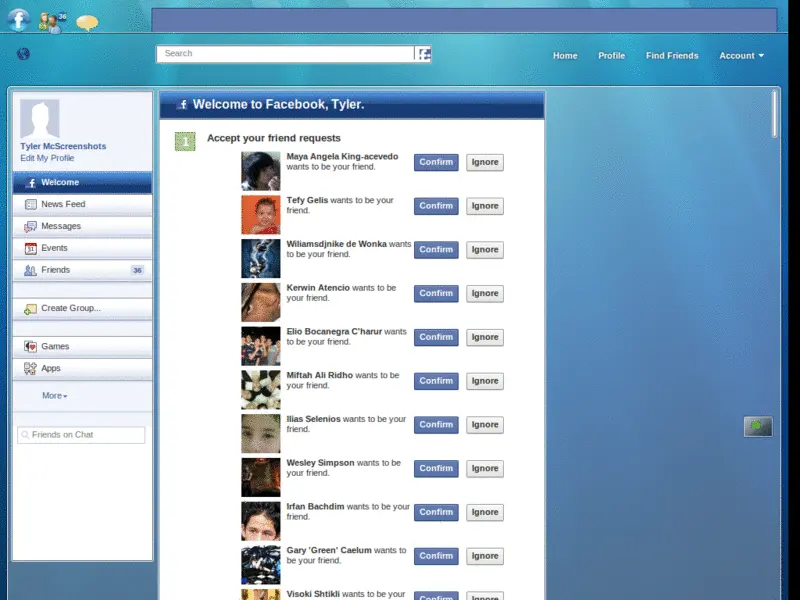 36
Search
Home Profile Find Friends Account
Tyler McScreenshots
Edit My Profile
Welcome
News Feed
Messages
Events
Friends 36
Create Group...
Games
Apps
More
Friends on Chat
Welcome to Facebook, Tyler.
1 Accept your friend requests
Maya Angela King-acevedo
wants to be your friend.
Confirm Ignore
Tefy Gelis wants to be your
friend.
Confirm Ignore
Wiliamsdjnike de Wonka wants
to be your friend.
Confirm Ignore
Kerwin Atencio wants to be
your friend.
Confirm Ignore
Elio Bocanegra C'harur wants
to be your friend.
Confirm Ignore
Miftah Ali Ridho wants to be
your friend.
Confirm Ignore
Ilias Selenios wants to be your
friend.
Confirm Ignore
Wesley Simpson wants to be
your friend.
Confirm Ignore
Irfan Bachdim wants to be your
friend.
Confirm Ignore
Gary 'Green' Caelum wants to
be your friend.
Confirm Ignore
Visoki Shtikli wants to be your
Confirm Ignore